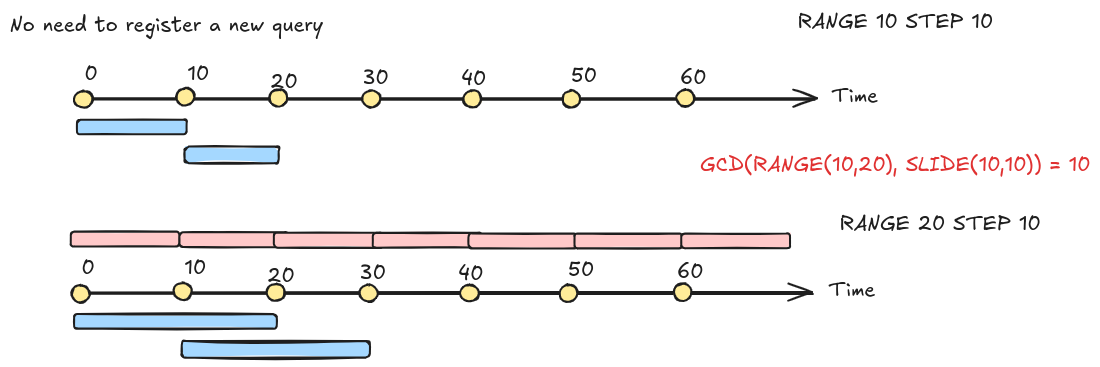 No need to register a new query
RANGE 10 STEP 10
0 10 20 30 40 50 60
Time
GCD(RANGE(10,20), SLIDE(10,10)) = 10
RANGE 20 STEP 10
0 10 20 30 40 50 60
Time